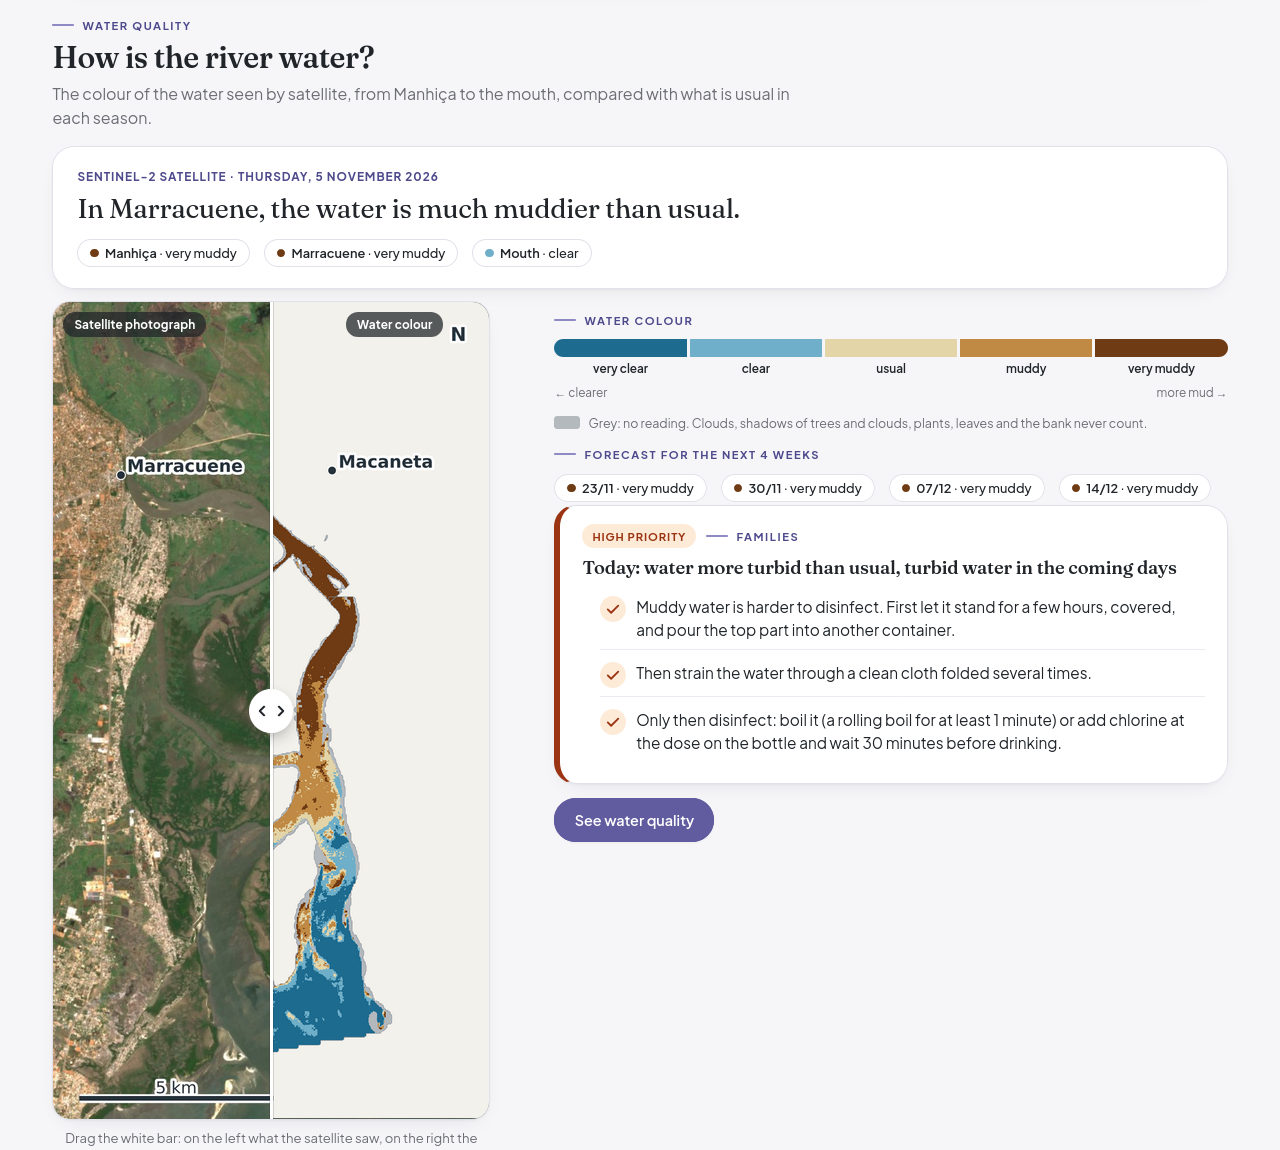 WATER QUALITY
How is the river water?
The colour of the water seen by satellite, from Manhiça to the mouth, compared with what is usual in
each season.
SENTINEL-2 SATELLITE · THURSDAY, 5 NOVEMBER 2026
In Marracuene, the water is much muddier than usual.
Manhiça · very muddy
Marracuene · very muddy
Mouth · clear
Satellite photograph
Water colour
N
Marracuene
Macaneta
5 km
Drag the white bar: on the left what the satellite saw, on the right the
WATER COLOUR
very clear
clear
usual
muddy
very muddy
← clearer
more mud →
Grey: no reading. Clouds, shadows of trees and clouds, plants, leaves and the bank never count.
FORECAST FOR THE NEXT 4 WEEKS
23/11 · very muddy
30/11 · very muddy
07/12 · very muddy
14/12 · very muddy
HIGH PRIORITY
FAMILIES
Today: water more turbid than usual, turbid water in the coming days
Muddy water is harder to disinfect. First let it stand for a few hours, covered,
and pour the top part into another container.
Then strain the water through a clean cloth folded several times.
Only then disinfect: boil it (a rolling boil for at least 1 minute) or add chlorine at
the dose on the bottle and wait 30 minutes before drinking.
See water quality